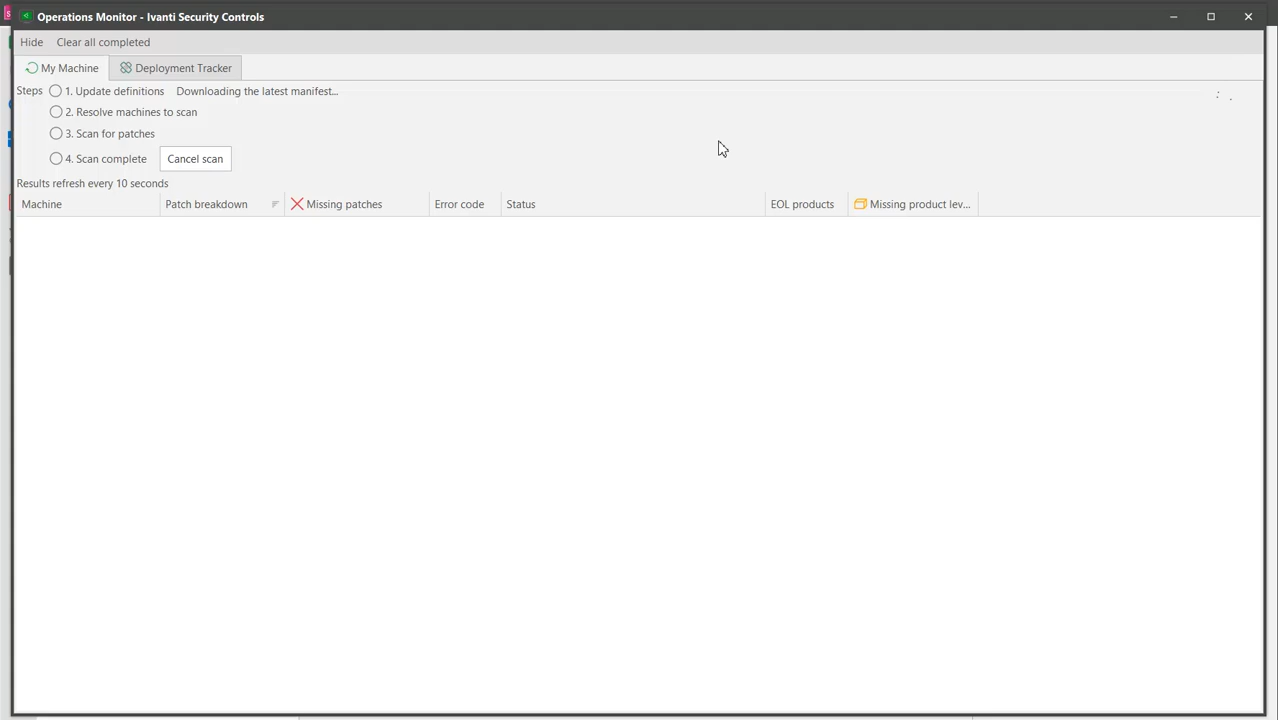 Operations Monitor - Ivanti Security Controls
Hide Clear all completed
My Machine Deployment Tracker
Steps 1. Update definitions Downloading the latest manifest...
2. Resolve machines to scan
3. Scan for patches
4. Scan complete Cancel scan
Results refresh every 10 seconds
Machine Patch breakdown Missing patches Error code Status EOL products Missing product lev...